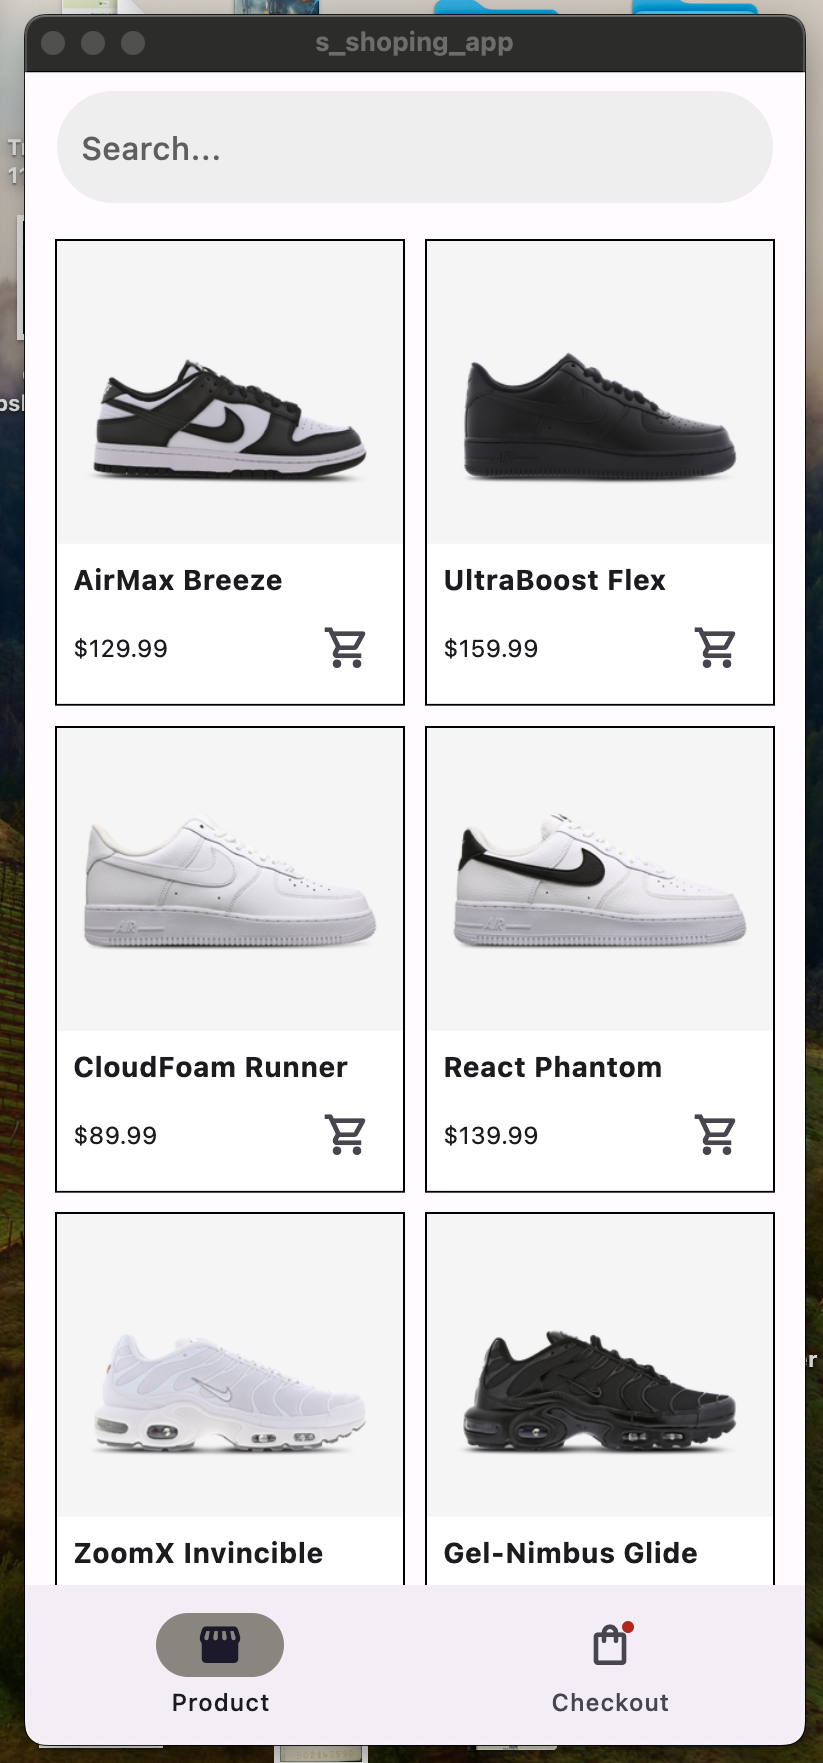 s_shoping_app
Search...
AirMax Breeze
UltraBoost Flex
$129.99
$159.99
CloudFoam Runner
React Phantom
$89.99
$139.99
ZoomX Invincible
Gel-Nimbus Glide
Product
Checkout